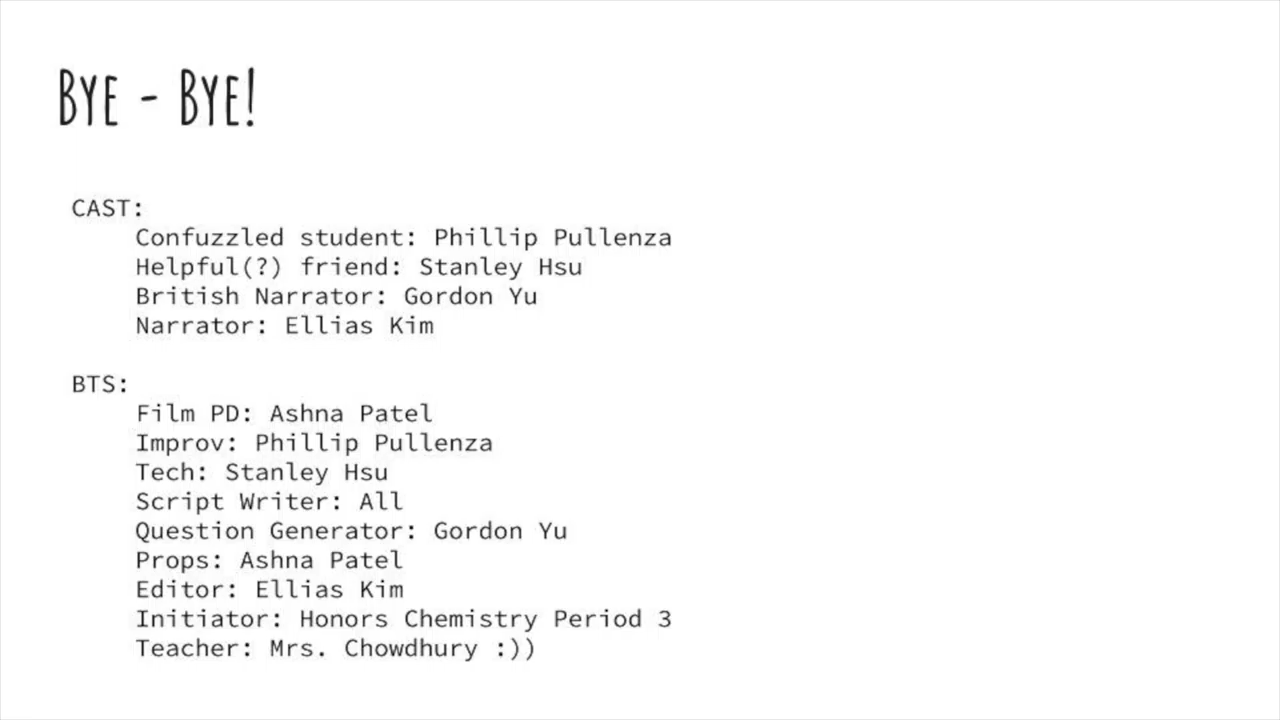 Bye - Bye!
CAST:
Confuzzled student: Phillip Pullenza
Helpful(?) friend: Stanley Hsu
British Narrator: Gordon Yu
Narrator: Ellias Kim
BTS:
Film PD: Ashna Patel
Improv: Phillip Pullenza
Tech: Stanley Hsu
Script Writer: All
Question Generator: Gordon Yu
Props: Ashna Patel
Editor: Ellias Kim
Initiator: Honors Chemistry Period 3
Teacher: Mrs. Chowdhury :))